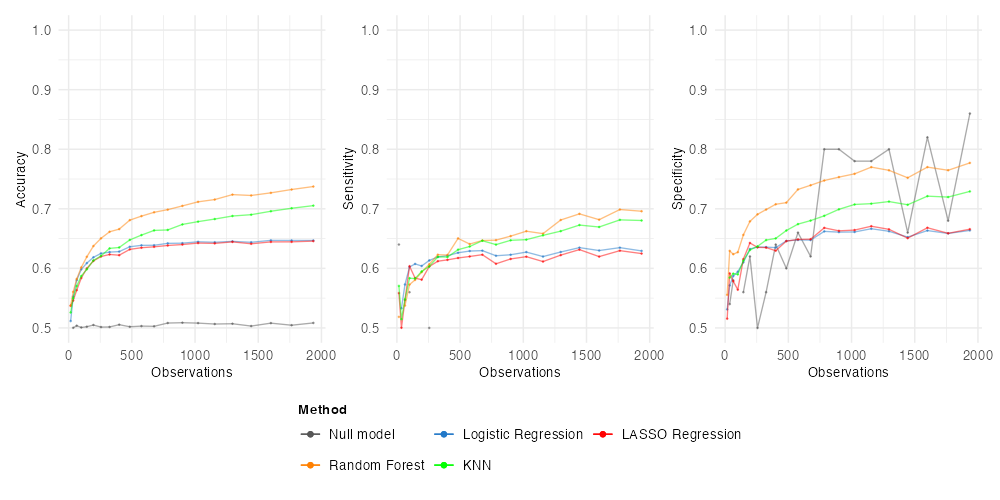 1.0 1.0 1.0
0.9 0.9 0.9
0.8 0.8 0.8
Accuracy Sensitivity Specificity
0.7 0.7 0.7
0.6 0.6 0.6
0.5 0.5 0.5
0 500 1000 1500 2000 0 500 1000 1500 2000 0 500 1000 1500 2000
Observations Observations Observations
Method
Null model Logistic Regression LASSO Regression
Random Forest KNN